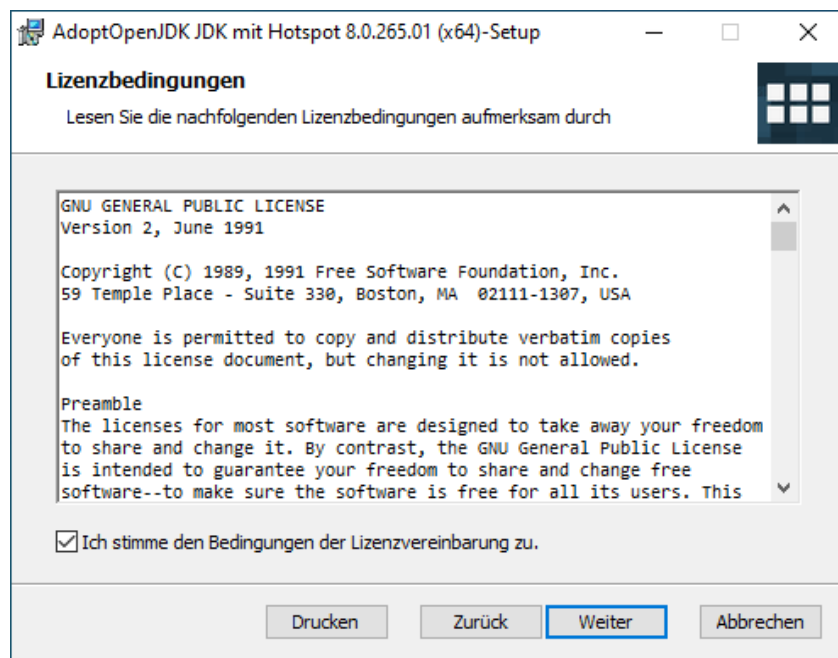 AdoptOpenJDK JDK mit Hotspot 8.0.265.01 (x64)-Setup
Lizenzbedingungen
Lesen Sie die nachfolgenden Lizenzbedingungen aufmerksam durch
GNU GENERAL PUBLIC LICENSE
Version 2, June 1991
Copyright (C) 1989, 1991 Free Software Foundation, Inc.
59 Temple Place - Suite 330, Boston, MA  02111-1307, USA
Everyone is permitted to copy and distribute verbatim copies
of this license document, but changing it is not allowed.
Preamble
The licenses for most software are designed to take away your freedom
to share and change it. By contrast, the GNU General Public License
is intended to guarantee your freedom to share and change free
software--to make sure the software is free for all its users. This
Ich stimme den Bedingungen der Lizenzvereinbarung zu.
Drucken Zurück Weiter Abbrechen